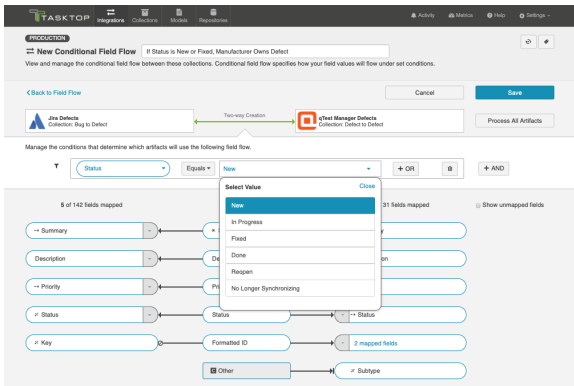 TASKTOP
Integrations
Collections
Models
Repositories
Activity
Metrics
Help
Settings
PRODUCTION
New Conditional Field Flow
If Status is New or Fixed, Manufacturer Owns Defect
View and manage the conditional field flow between these collections. Conditional field flow specifies how your field values will flow under set conditions.
Back to Field Flow
Cancel
Save
Jira Defects
Collection: Bug to Defect
Two-way Creation
qTest Manager Defects
Collection: Defect to Defect
Process All Artifacts
Manage the conditions that determine which artifacts will use the following field flow.
Status
Equals
New
+ OR
+ AND
Select Value
Close
New
In Progress
Fixed
Done
Reopen
No Longer Synchronizing
5 of 142 fields mapped
31 fields mapped
Show unmapped fields
Summary
Description
De
on
Priority
Pri
Status
Status
Status
Key
Formatted ID
2 mapped fields
C Other
Subtype